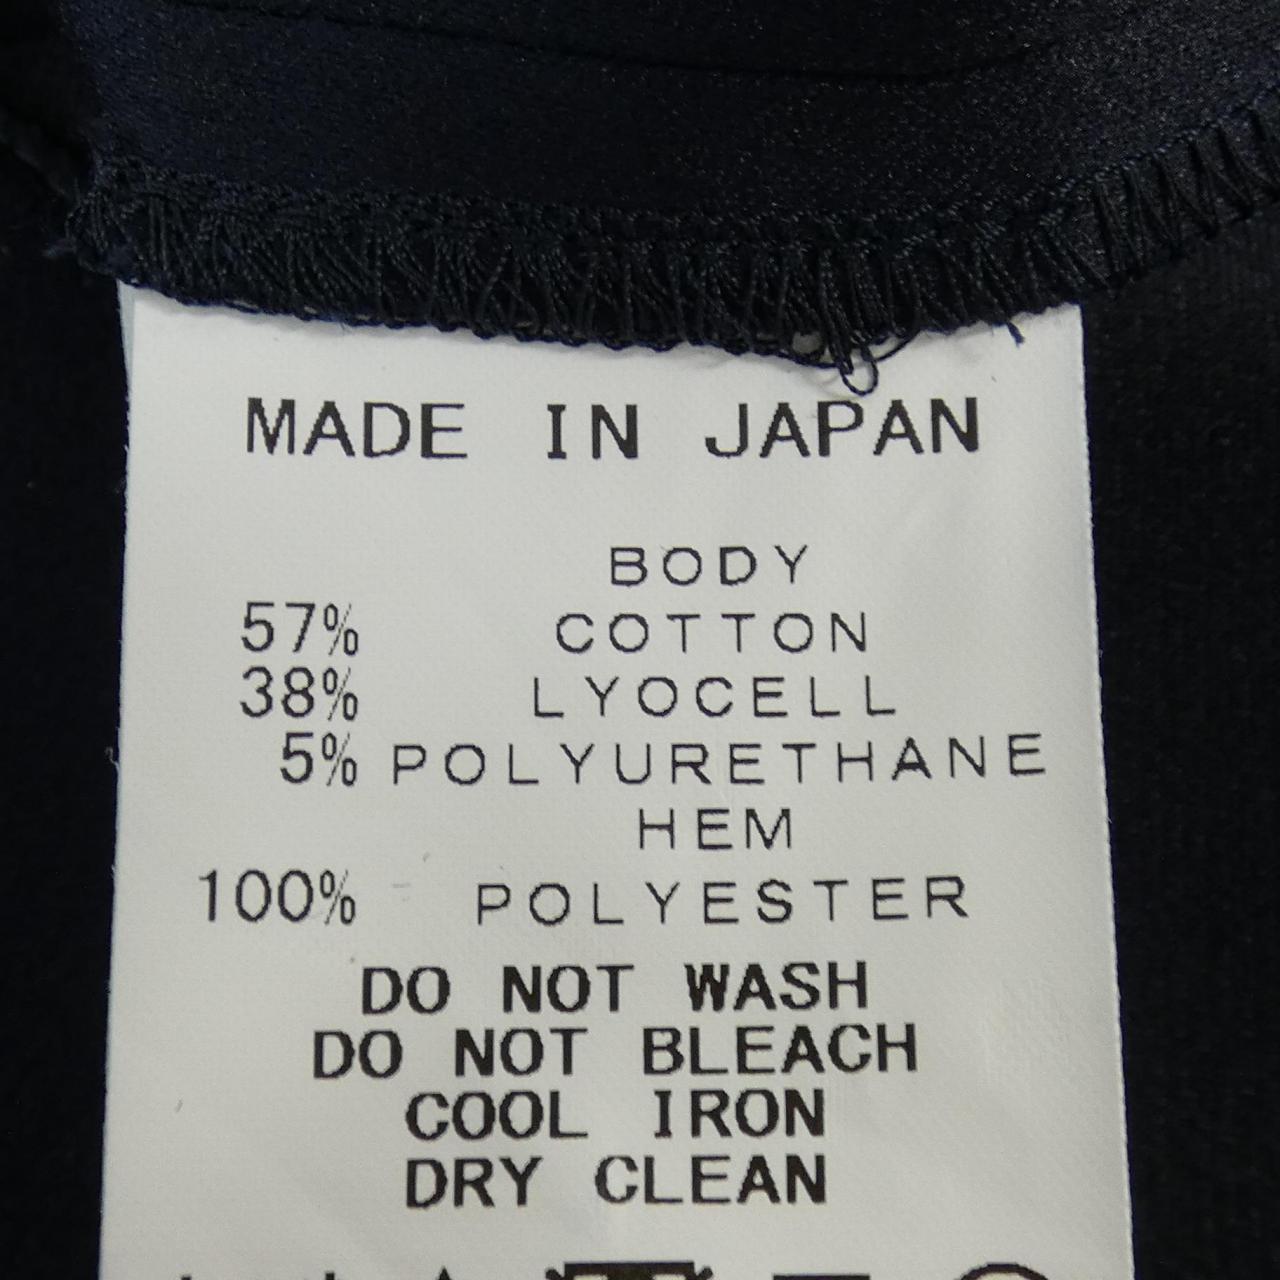 MADE IN JAPAN
BODY
57% COTTON
38% LYOCELL
5% POLYURETHANE
HEM
100% POLYESTER
DO NOT WASH
DO NOT BLEACH
COOL IRON
DRY CLEAN